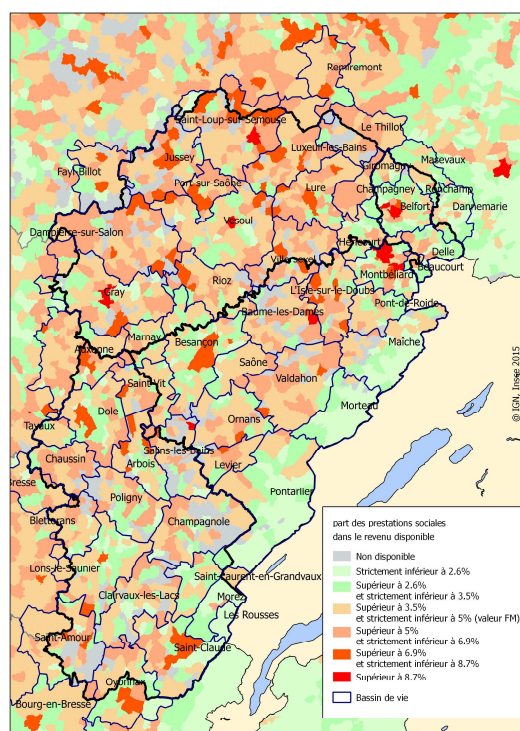 Remiremont
Saint-Loup-sur-Semouse
Le Thillot
Luxeuil-les-Bains
Jussey
Giromagny
Masevaux
Fayl-Billot
Port-sur-Saône
Lure
Champagney
Ronchamp
Belfort
Dannemarie
Vesoul
Dampierre-sur-Salon
Héricourt
Delle
Villersexel
Beaucourt
Montbéliard
Rioz
Gray
L'Isle-sur-le-Doubs
Pont-de-Roide
Baume-les-Dames
Marnay
Besançon
Maîche
Auxonne
Saône
Valdahon
Saint-Vit
Morteau
Dole
Ornans
Tavaux
Salins-les-Bains
Chaussin
Arbois
Levier
Bresse
Poligny
Pontarlier
Bletterans
Champagnole
Lons-le-Saunier
Saint-Laurent-en-Grandvaux
Clairvaux-les-Lacs
Morez
Les Rousses
Saint-Amour
Saint-Claude
Oyonnax
Bourg-en-Bresse
© IGN, Insee 2015
part des prestations sociales
dans le revenu disponible
Non disponible
Strictement inférieur à 2.6%
Supérieur à 2.6%
et strictement inférieur à 3.5%
Supérieur à 3.5%
et strictement inférieur à 5% (valeur FM)
Supérieur à 5%
et strictement inférieur à 6.9%
Supérieur à 6.9%
et strictement inférieur à 8.7%
Supérieur à 8.7%
Bassin de vie